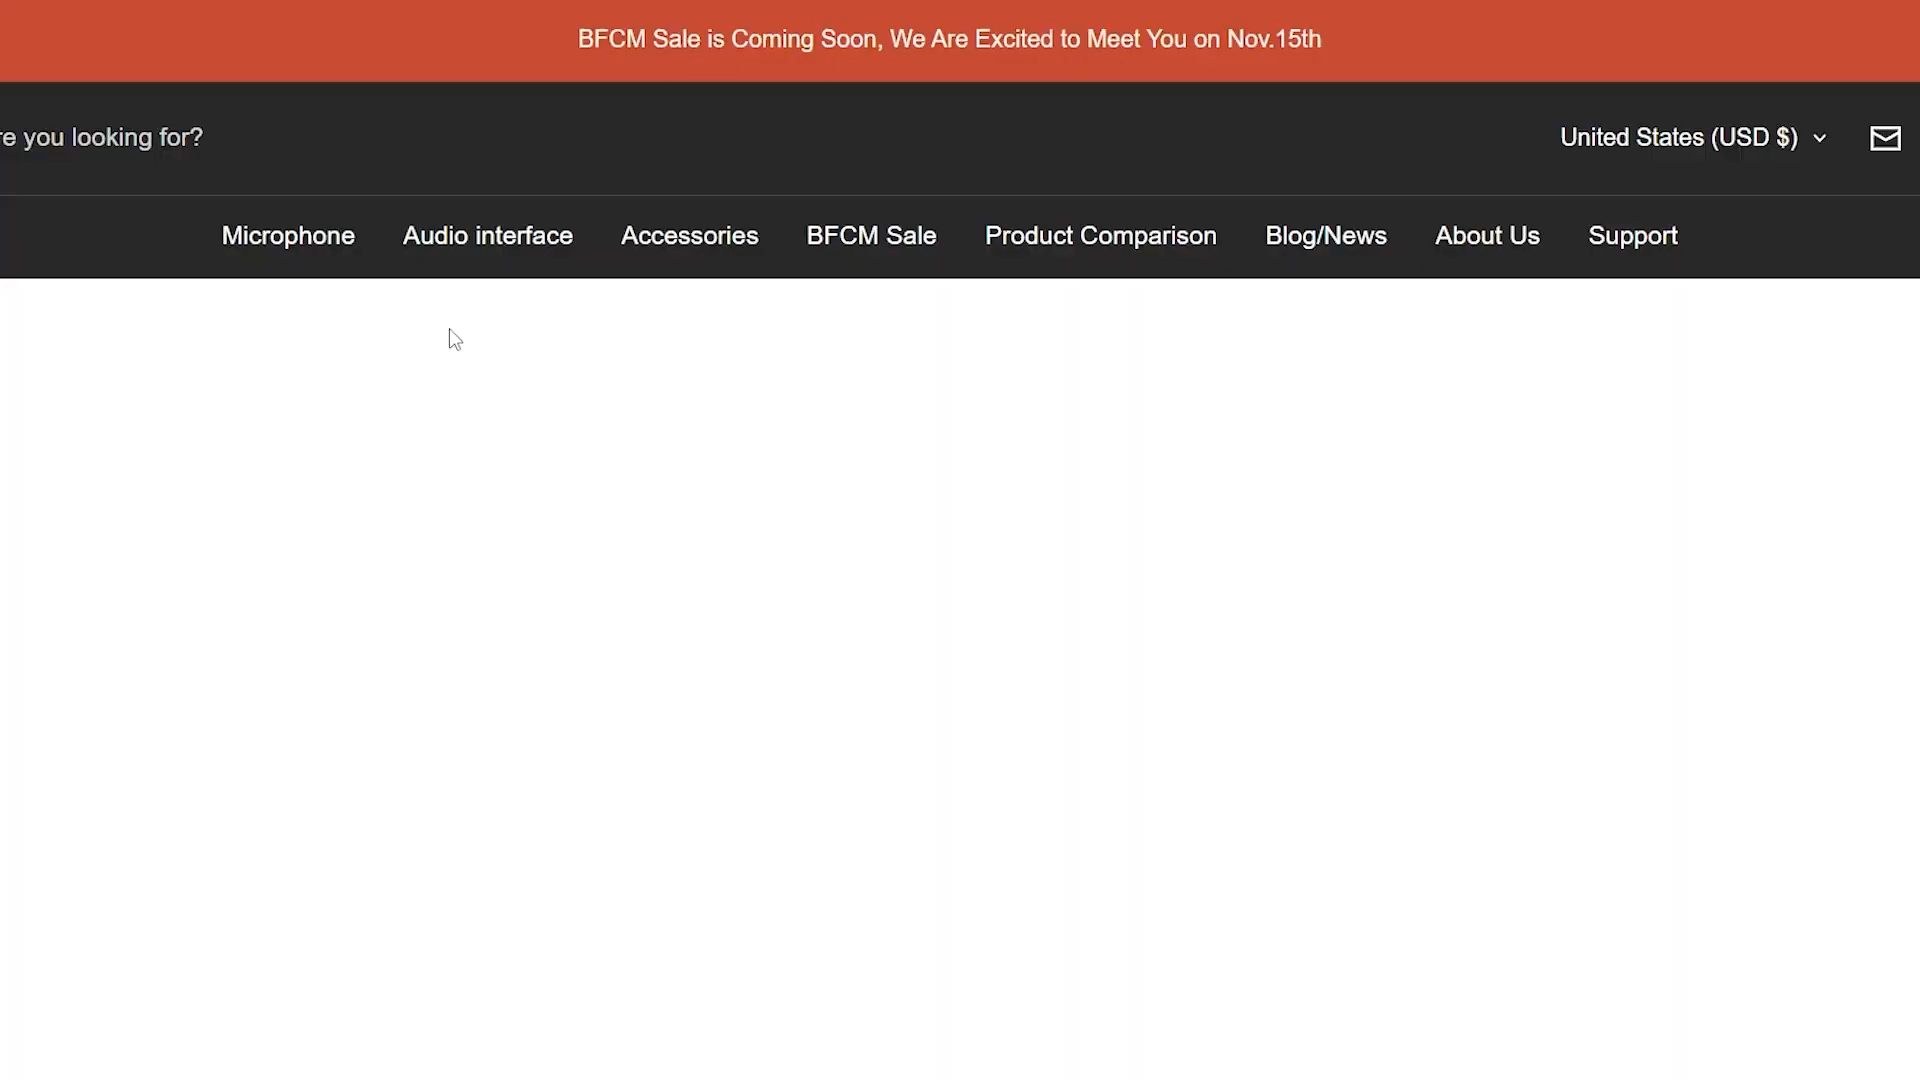 BFCM Sale is Coming Soon, We Are Excited to Meet You on Nov.15th
you looking for?
United States (USD $)
Microphone Audio interface Accessories BFCM Sale Product Comparison Blog/News About Us Support